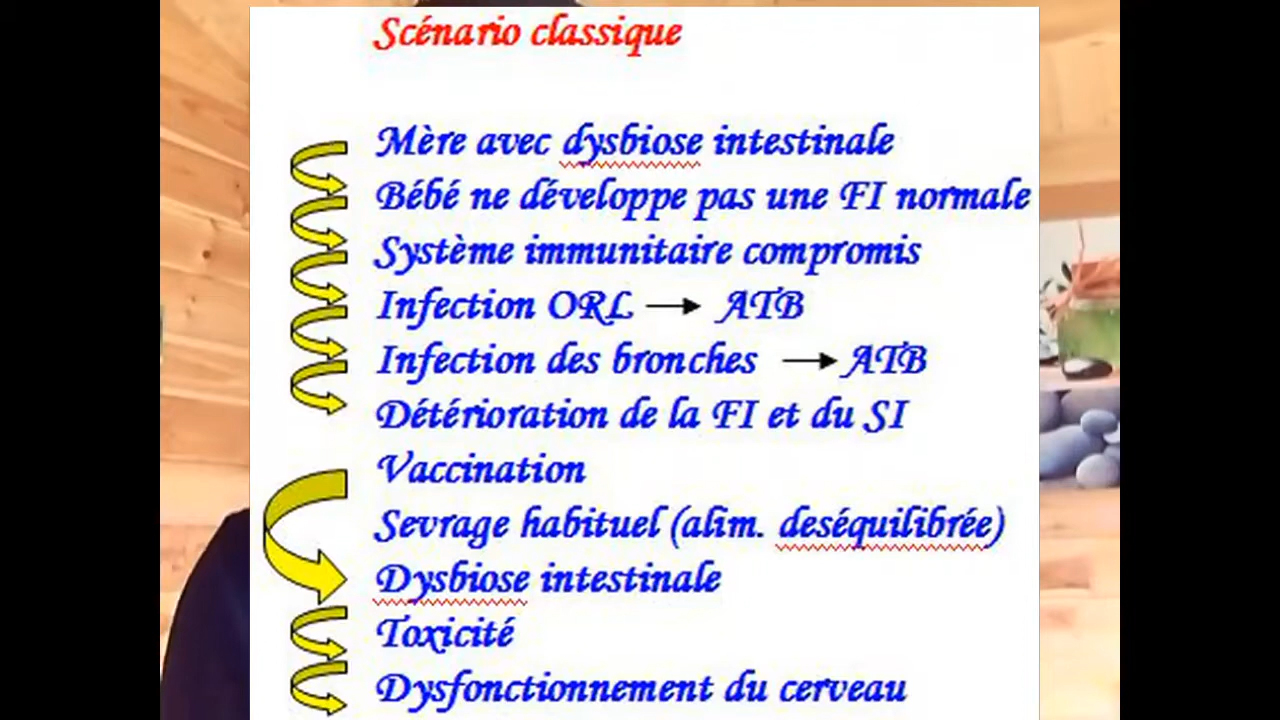 Scénario classique
Mère avec dysbiose intestinale
Bébé ne développe pas une FI normale
Système immunitaire compromis
Infection ORL → ATB
Infection des bronches → ATB
Détérioration de la FI et du SI
Vaccination
Sevrage habituel (alim. deséquilibrée)
Dysbiose intestinale
Toxicité
Dysfonctionnement du cerveau